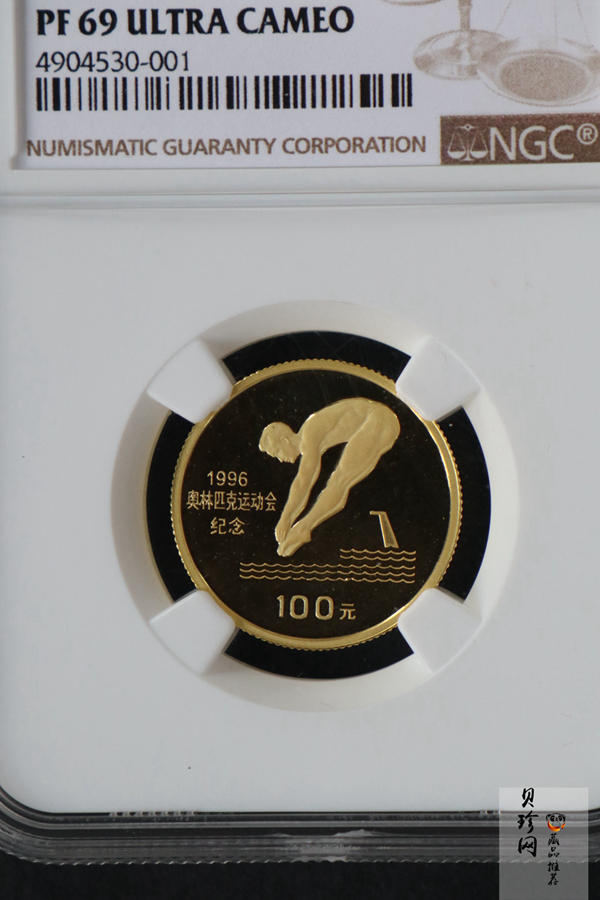 PF 69 ULTRA CAMEO
4904530-001
NUMISMATIC GUARANTY CORPORATION
NGC®
1996
奥林匹克运动会
纪念
100元
贝珍网
藏品推荐